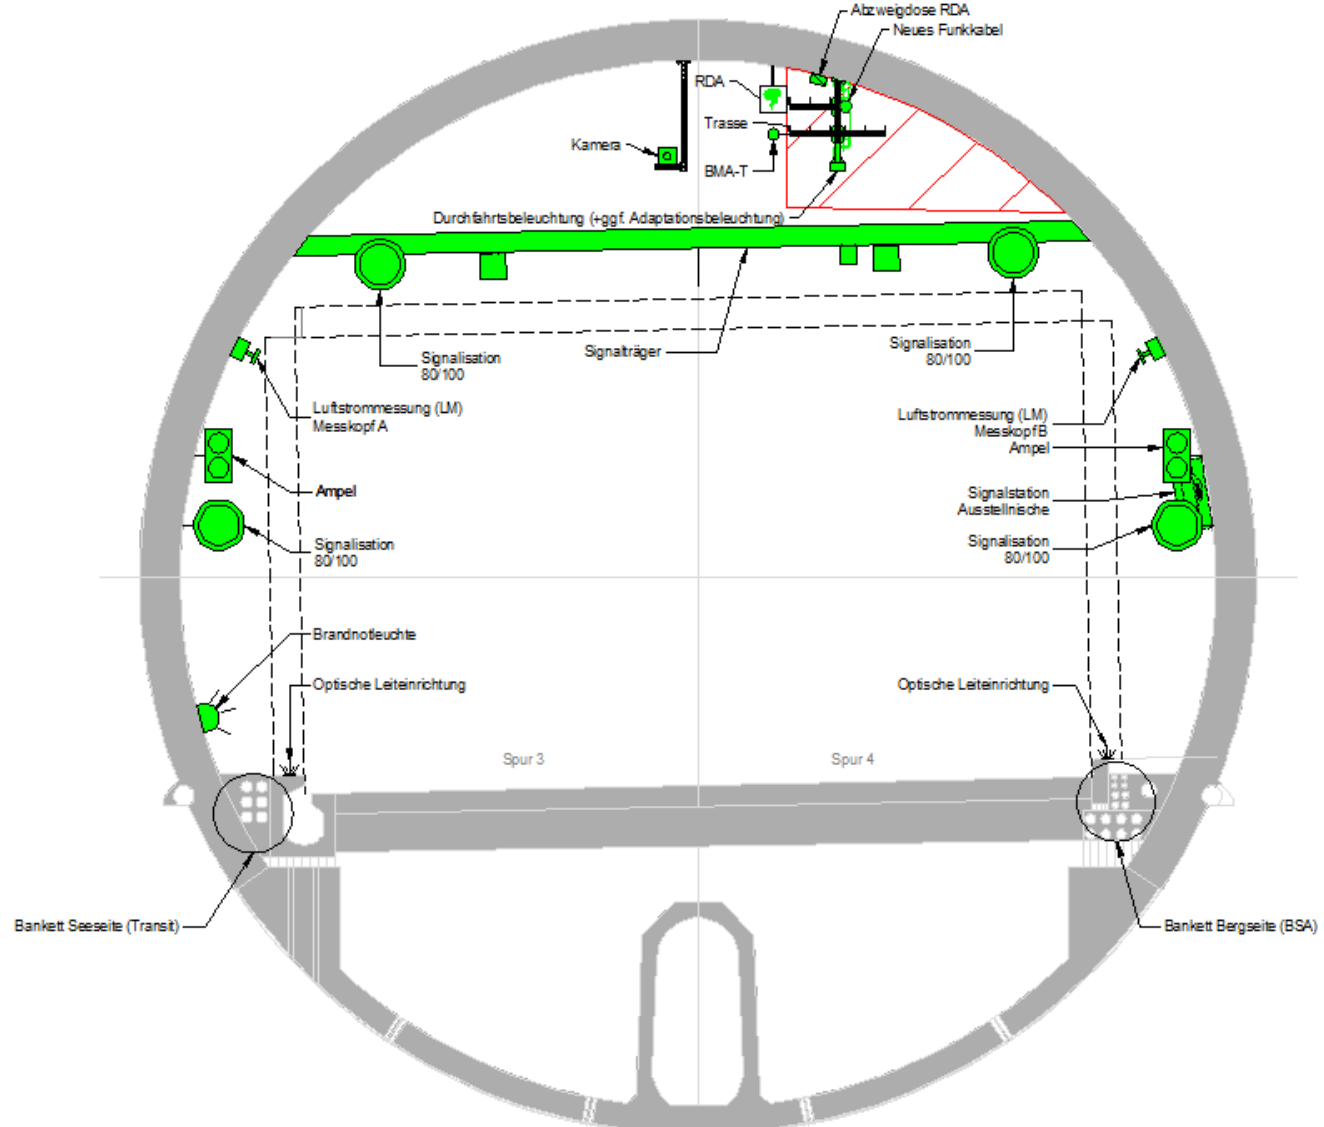 Abzweigdose RDA
Neues Funkkabel
RDA
Trasse
Kamera
BMA-T
Durchfahrtsbeleuchtung (+ggf. Adaptationsbeleuchtung)
Signalisation
80/100
Signalträger
Signalisation
80/100
Luftstrommessung (LM)
Messkopf A
Luftstrommessung (LM)
Messkopf B
Ampel
Ampel
Signalstation
Ausstellnische
Signalisation
80/100
Signalisation
80/100
Brandnotleuchte
Optische Leiteinrichtung
Optische Leiteinrichtung
Spur 3
Spur 4
Bankett Seeseite (Transit)
Bankett Bergseite (BSA)